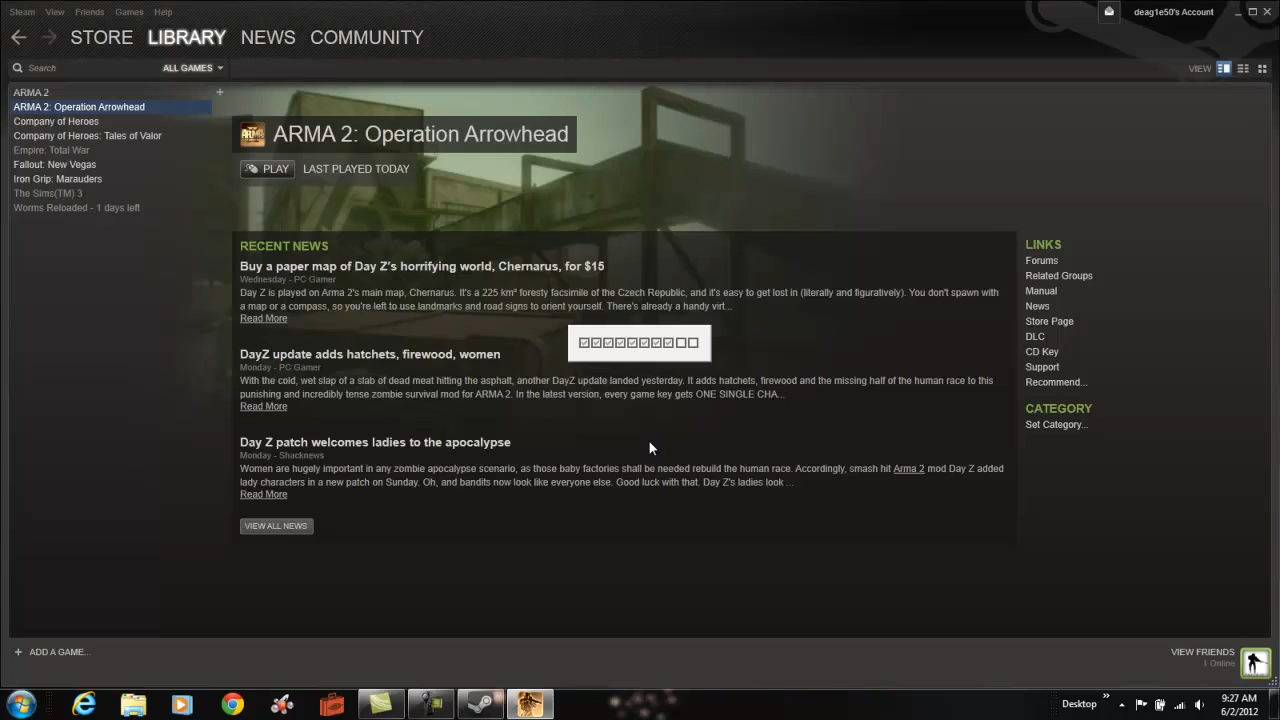 Steam View Friends Games Help
deag1e50's Account
STORE LIBRARY NEWS COMMUNITY
Search ALL GAMES
VIEW
ARMA 2
ARMA 2: Operation Arrowhead
Company of Heroes
Company of Heroes: Tales of Valor
Empire: Total War
Fallout: New Vegas
Iron Grip: Marauders
The Sims(TM) 3
Worms Reloaded - 1 days left
ARMA 2: Operation Arrowhead
PLAY LAST PLAYED TODAY
RECENT NEWS
Buy a paper map of Day Z's horrifying world, Chernarus, for $15
Wednesday - PC Gamer
Day Z is played on Arma 2's main map, Chernarus. It's a 225 km² foresty facsimile of the Czech Republic, and it's easy to get lost in (literally and figuratively). You don't spawn with
a map or a compass, so you're left to use landmarks and road signs to orient yourself. There's already a handy virt...
Read More
DayZ update adds hatchets, firewood, women
Monday - PC Gamer
With the cold, wet slap of a slab of dead meat hitting the asphalt, another DayZ update landed yesterday. It adds hatchets, firewood and the missing half of the human race to this
punishing and incredibly tense zombie survival mod for ARMA 2. In the latest version, every game key gets ONE SINGLE CHA...
Read More
Day Z patch welcomes ladies to the apocalypse
Monday - Shacknews
Women are hugely important in any zombie apocalypse scenario, as those baby factories shall be needed rebuild the human race. Accordingly, smash hit Arma 2 mod Day Z added
lady characters in a new patch on Sunday. Oh, and bandits now look like everyone else. Good luck with that. Day Z's ladies look ...
Read More
VIEW ALL NEWS
LINKS
Forums
Related Groups
Manual
News
Store Page
DLC
CD Key
Support
Recommend...
CATEGORY
Set Category...
ADD A GAME...
VIEW FRIENDS
1 Online
Desktop
9:27 AM
6/2/2012